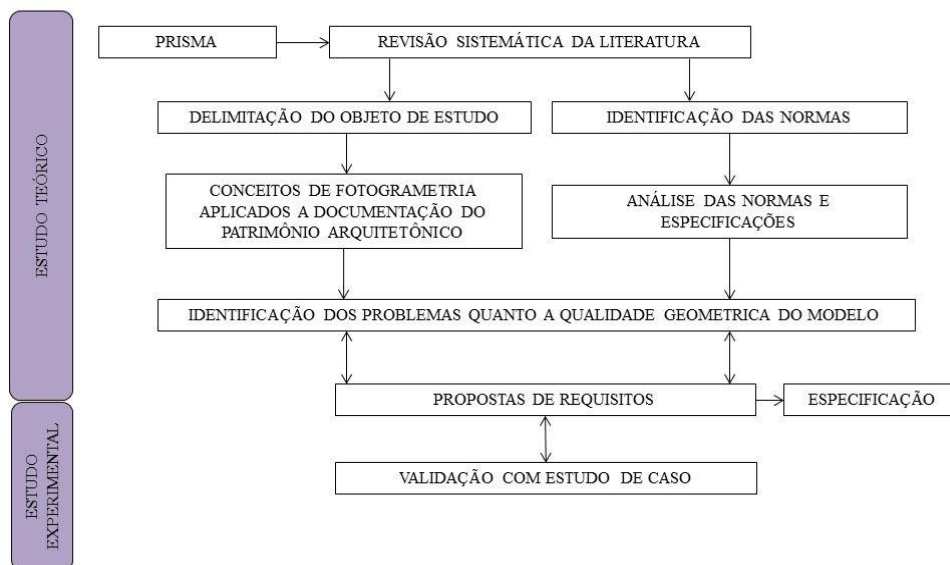 ESTUDO TEÓRICO
PRISMA
REVISÃO SISTEMÁTICA DA LITERATURA
DELIMITAÇÃO DO OBJETO DE ESTUDO
IDENTIFICAÇÃO DAS NORMAS
CONCEITOS DE FOTOGRAMETRIA
APLICADOS A DOCUMENTAÇÃO DO
PATRIMÔNIO ARQUITETÔNICO
ANÁLISE DAS NORMAS E
ESPECIFICAÇÕES
IDENTIFICAÇÃO DOS PROBLEMAS QUANTO A QUALIDADE GEOMETRICA DO MODELO
PROPOSTAS DE REQUISITOS
ESPECIFICAÇÃO
ESTUDO
EXPERIMENTAL
VALIDAÇÃO COM ESTUDO DE CASO